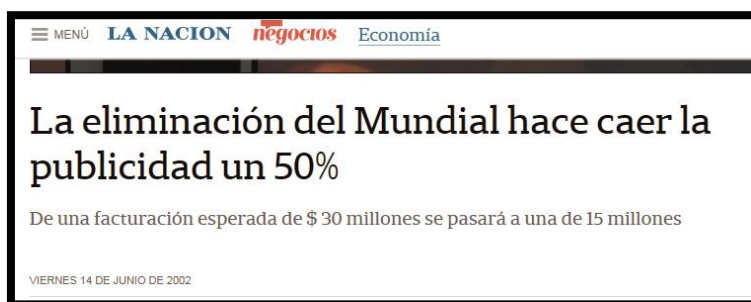 MENÚ LA NACION negocios Economía
La eliminación del Mundial hace caer la
publicidad un 50%
De una facturación esperada de $ 30 millones se pasará a una de 15 millones
VIERNES 14 DE JUNIO DE 2002